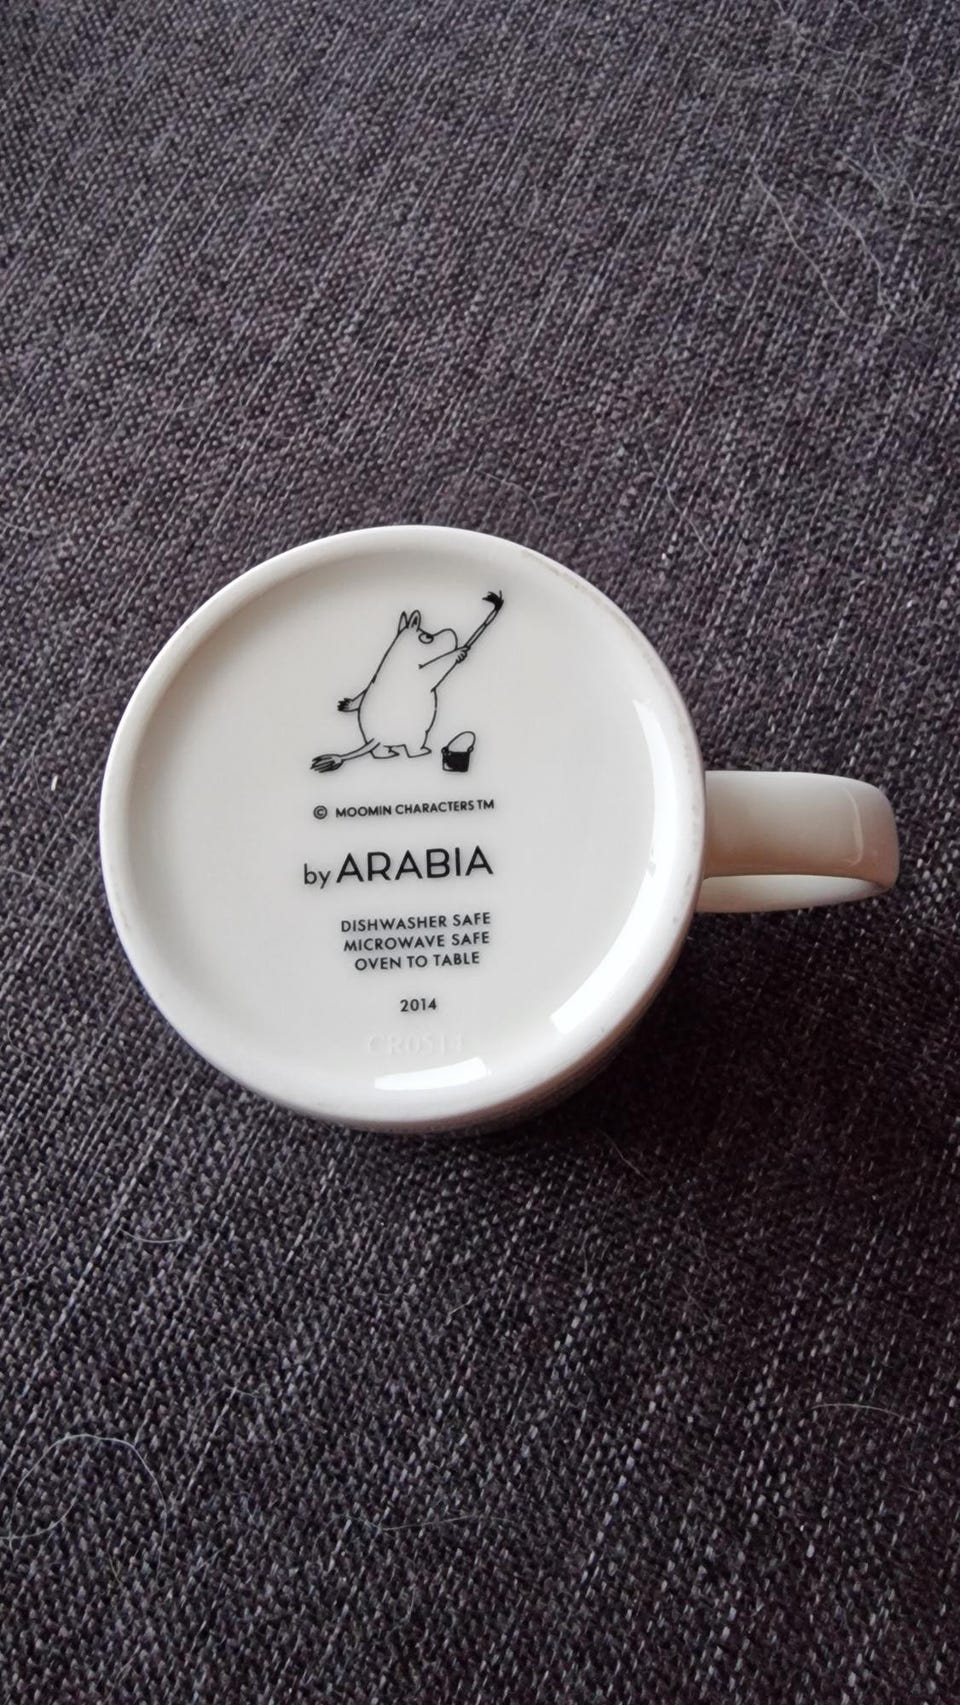 © MOOMIN CHARACTERS TM
by ARABIA
DISHWASHER SAFE
MICROWAVE SAFE
OVEN TO TABLE
2014